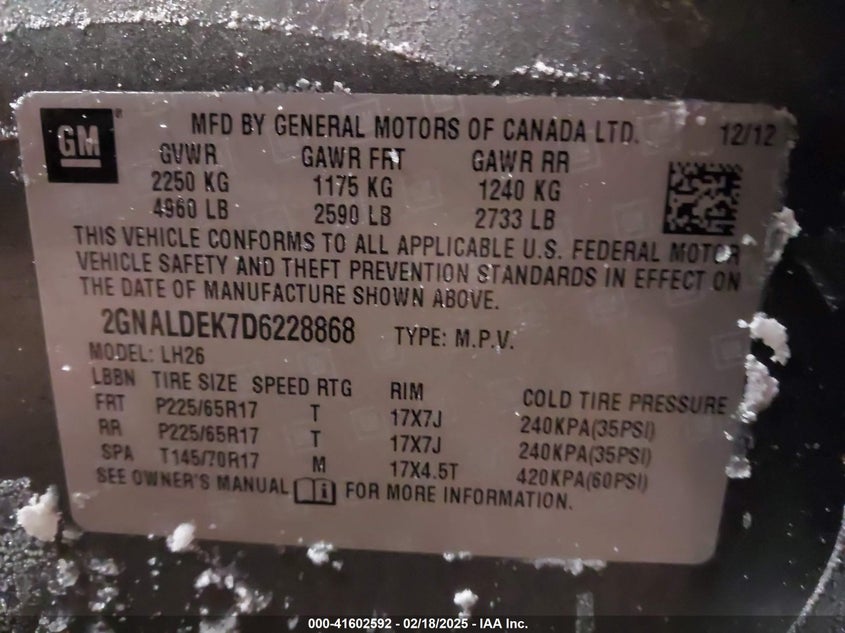 GM
MFD BY GENERAL MOTORS OF CANADA LTD. 12/12
GVWR GAWR FRT GAWR RR
2250 KG 1175 KG 1240 KG
4960 LB 2590 LB 2733 LB
THIS VEHICLE CONFORMS TO ALL APPLICABLE U.S. FEDERAL MOTOR
VEHICLE SAFETY AND THEFT PREVENTION STANDARDS IN EFFECT ON
THE DATE OF MANUFACTURE SHOWN ABOVE.
2GNALDEK7D6228868 TYPE: M.P.V.
MODEL: LH26
LBBN TIRE SIZE SPEED RTG RIM COLD TIRE PRESSURE
FRT P225/65R17 T 17X7J 240KPA(35PSI)
RR P225/65R17 T 17X7J 240KPA(35PSI)
SPA T145/70R17 M 17X4.5T 420KPA(60PSI)
SEE OWNER'S MANUAL FOR MORE INFORMATION.
000-41602592 - 02/18/2025 - IAA Inc.